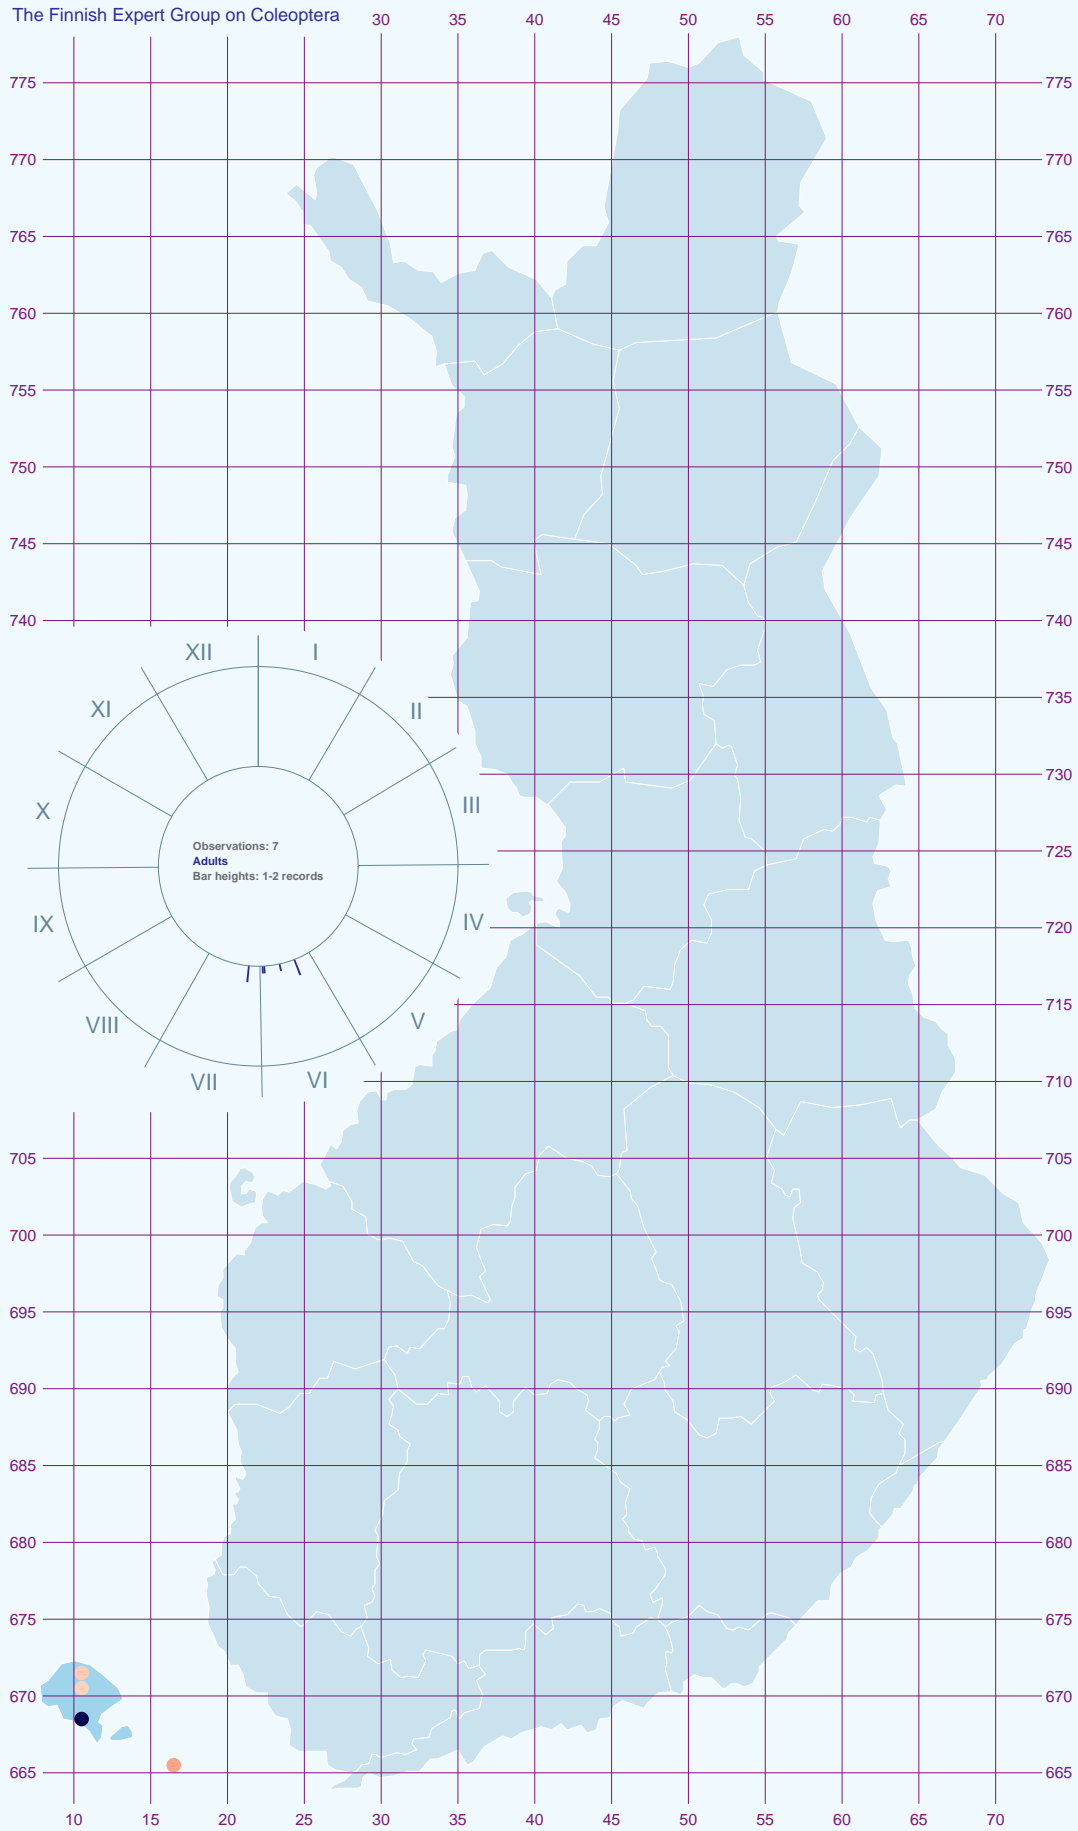 The Finnish Expert Group on Coleoptera 30 35 40 45 50 55 60 65 70
775 775
770 770
765 765
760 760
755 755
750 750
745 745
740 740
XII I
XI II
735
730
X III
Observations: 7
Adults
Bar heights: 1-2 records
725
IX IV
720
715
VIII V
VII VI
710
705 705
700 700
695 695
690 690
685 685
680 680
675 675
670 670
665 665
10 15 20 25 30 35 40 45 50 55 60 65 70